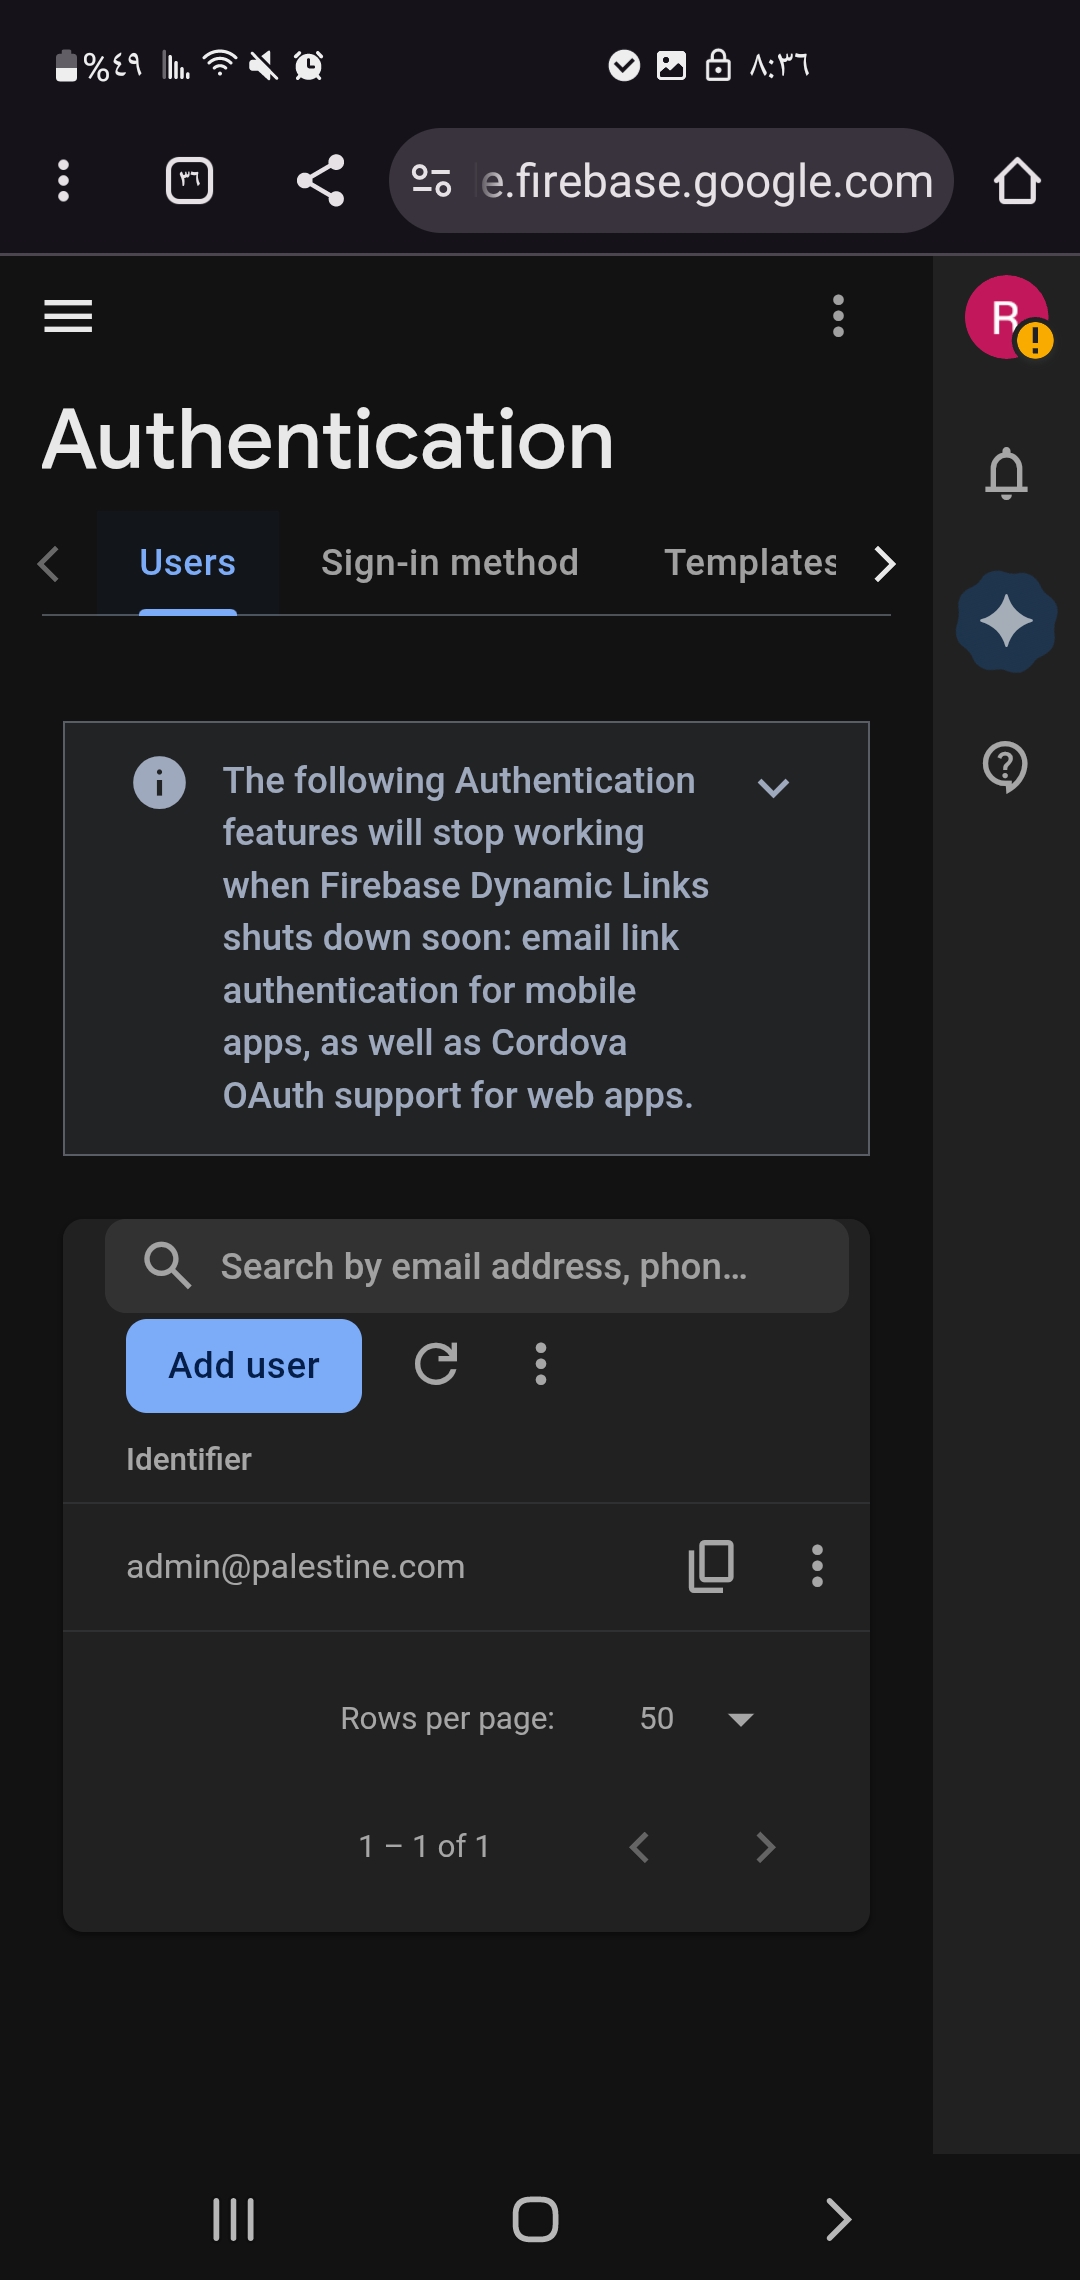 %٤٩
٨:٣٦
٣٦
e.firebase.google.com
R
Authentication
Users
Sign-in method
Templates
The following Authentication
features will stop working
when Firebase Dynamic Links
shuts down soon: email link
authentication for mobile
apps, as well as Cordova
OAuth support for web apps.
Search by email address, phon...
Add user
Identifier
admin@palestine.com
Rows per page:
50
1 – 1 of 1